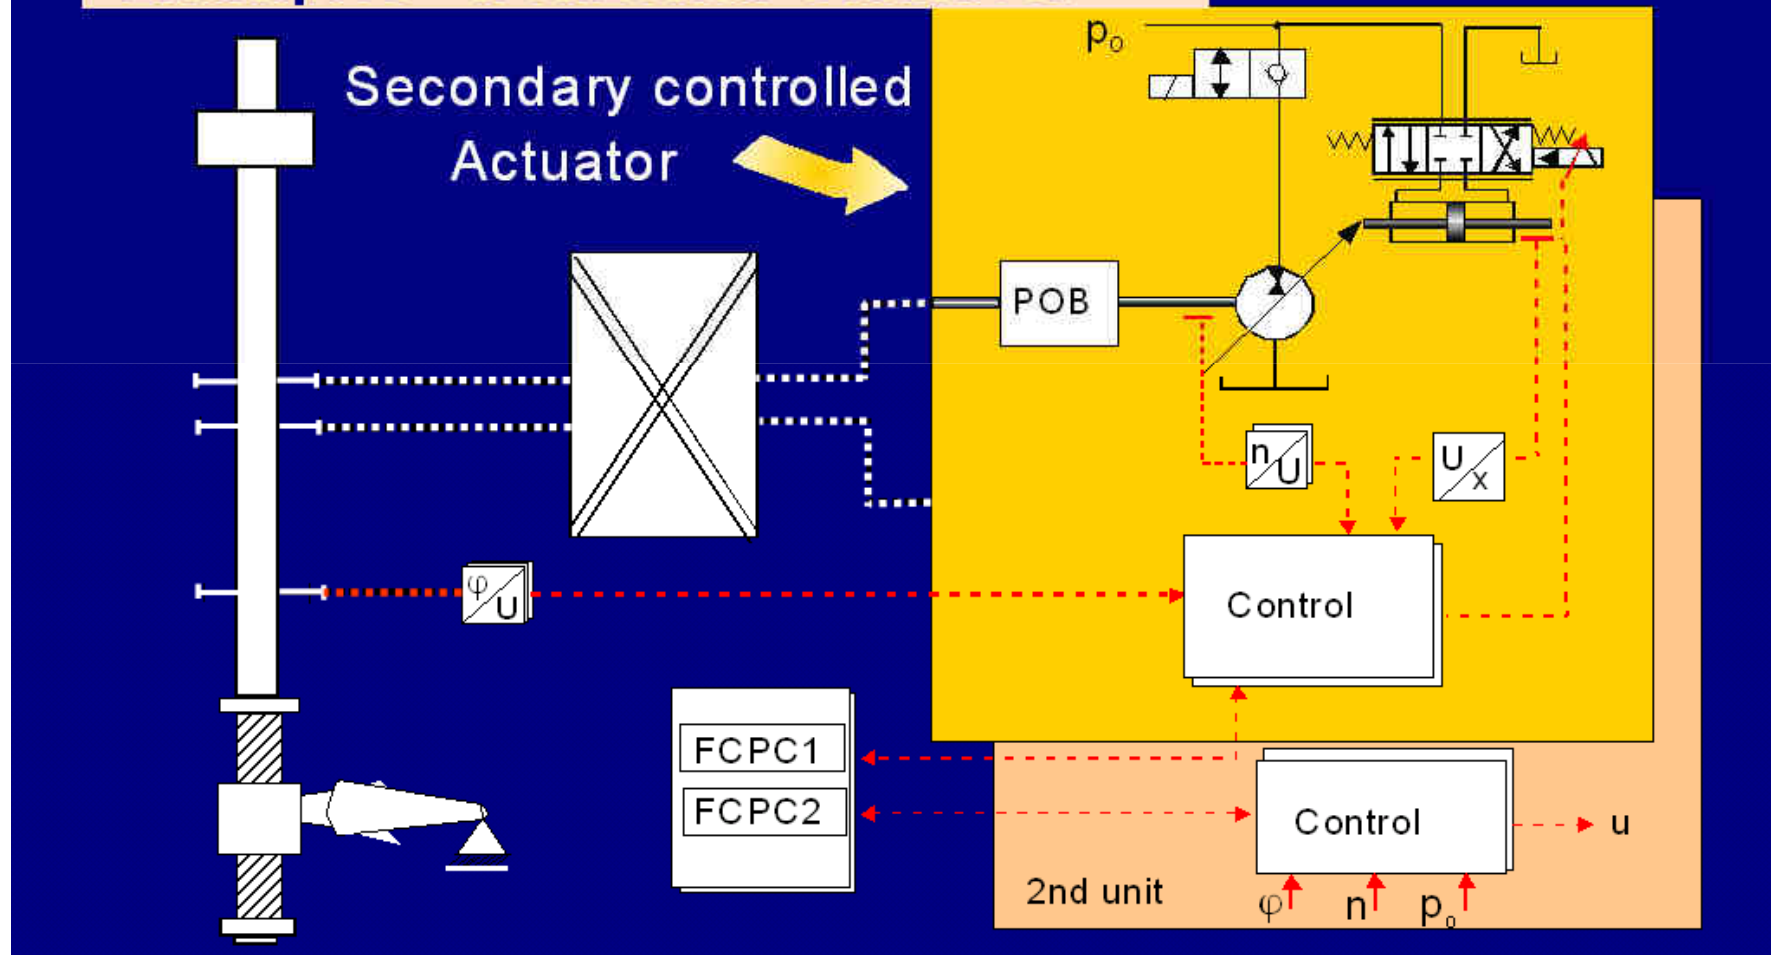 Secondary controlled
Actuator
p₀
POB
n
U
U
x
φ
U
Control
FCPC1
FCPC2
Control
u
2nd unit
φ
n
p₀